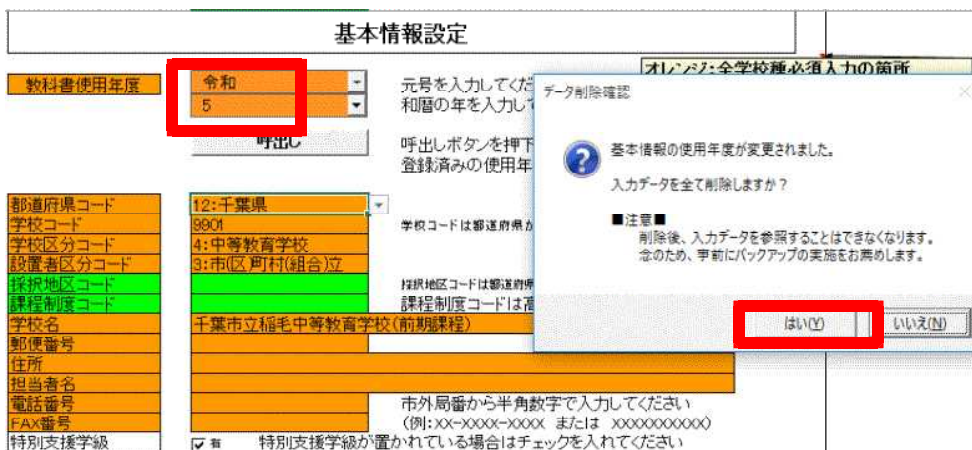 基本情報設定
オレンジ:全学校種必須入力の箇所
教科書使用年度
令和
元号を入力してくだ
5
和暦の年を入力して
呼出し
呼出しボタンを押下
登録済みの使用年
データ削除確認
基本情報の使用年度が変更されました。
入力データを全て削除しますか？
■注意■
削除後、入力データを参照することはできなくなります。
念のため、事前にバックアップの実施をお薦めします。
はい(Y)
いいえ(N)
都道府県コード
12:千葉県
学校コード
9901
学校コードは都道府県か
学校区分コード
4:中等教育学校
設置者区分コード
3:市(区)町村(組合)立
採択地区コード
採択地区コードは都道府県
課程制度コード
課程制度コードは高
学校名
千葉市立稲毛中等教育学校(前期課程)
郵便番号
住所
担当者名
電話番号
市外局番から半角数字で入力してください
FAX番号
(例:XX-XXXX-XXXX または XXXXXXXXXX)
特別支援学級
有
特別支援学級が置かれている場合はチェックを入れてください